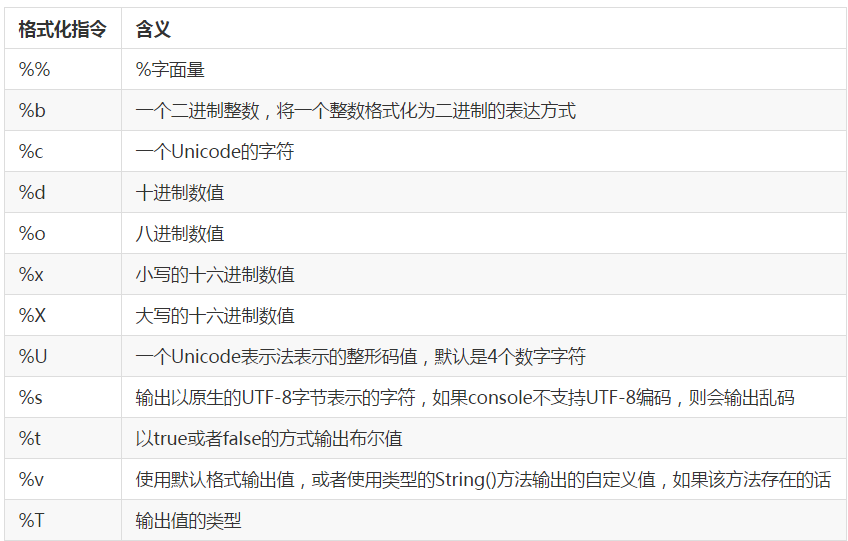 格式化指令 含义
%% %字面量
%b 一个二进制整数，将一个整数格式化为二进制的表达方式
%c 一个Unicode的字符
%d 十进制数值
%o 八进制数值
%x 小写的十六进制数值
%X 大写的十六进制数值
%U 一个Unicode表示法表示的整形码值，默认是4个数字字符
%s 输出以原生的UTF-8字节表示的字符，如果console不支持UTF-8编码，则会输出乱码
%t 以true或者false的方式输出布尔值
%v 使用默认格式输出值，或者使用类型的String()方法输出的自定义值，如果该方法存在的话
%T 输出值的类型